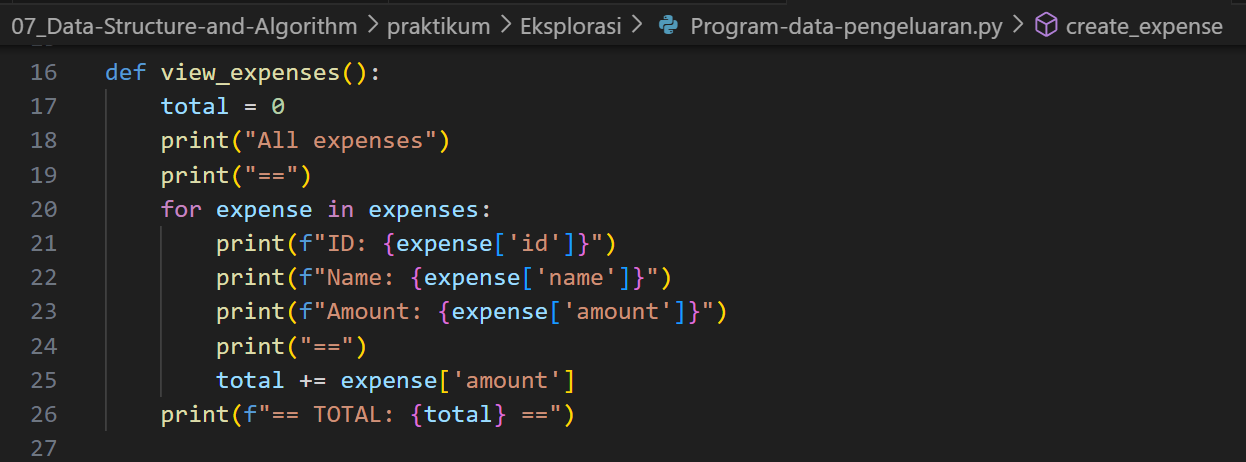 07_Data-Structure-and-Algorithm > praktikum > Eksplorasi > Program-data-pengeluaran.py > create_expense
16 def view_expenses():
17     total = 0
18     print("All expenses")
19     print("==")
20     for expense in expenses:
21         print(f"ID: {expense['id']}")
22         print(f"Name: {expense['name']}")
23         print(f"Amount: {expense['amount']}")
24         print("==")
25         total += expense['amount']
26     print(f"== TOTAL: {total} ==")
27